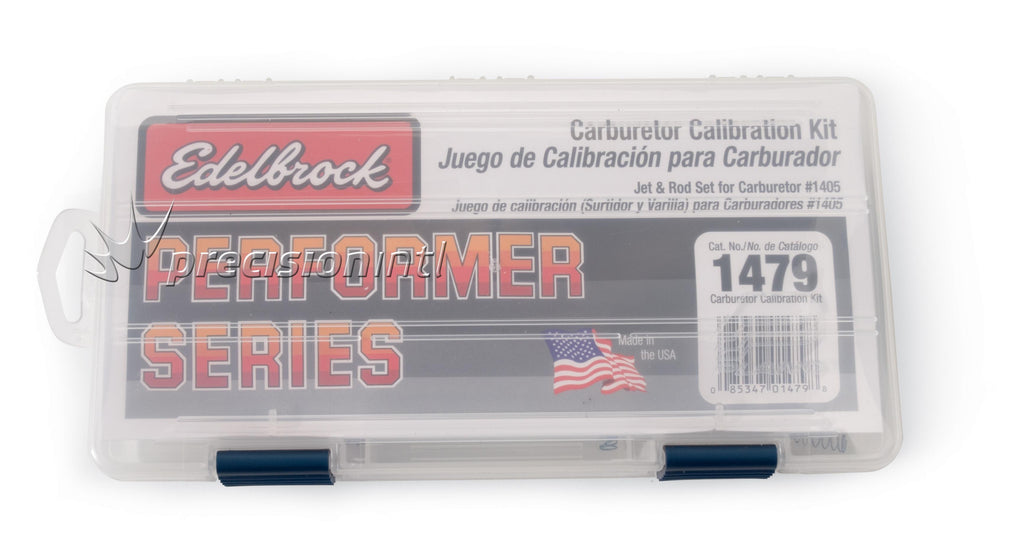 Edelbrock
Carburetor Calibration Kit
Juego de Calibración para Carburador
Jet & Rod Set for Carburetor #1405
Juego de calibración (Surtidor y Varilla) para Carburadores #1405
PERFORMER
SERIES
precisionintl
Cat. No./No. de Catálogo
1479
Carburetor Calibration Kit
Made in
the USA
0 85347 01479 8